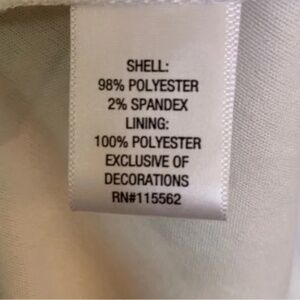 SHELL:
98% POLYESTER
2% SPANDEX
LINING:
100% POLYESTER
EXCLUSIVE OF
DECORATIONS
RN#115562